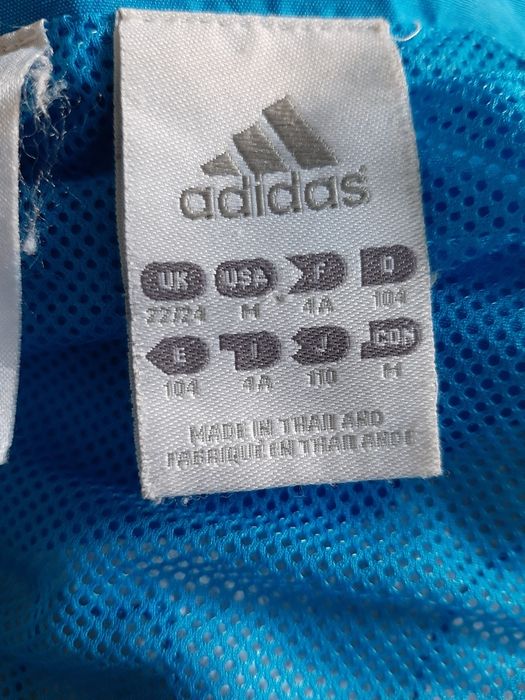 adidas
UK USA F D
22/24 M 4A 104
E I J CDN
104 4A 110 M
MADE IN THAILAND
FABRIQUE EN THAILANDE